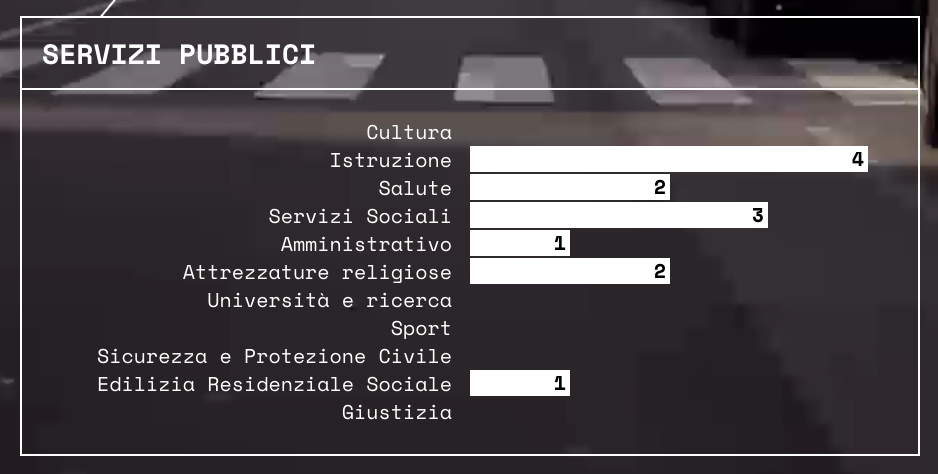 SERVIZI PUBBLICI
Cultura
Istruzione 4
Salute 2
Servizi Sociali 3
Amministrativo 1
Attrezzature religiose 2
Università e ricerca
Sport
Sicurezza e Protezione Civile
Edilizia Residenziale Sociale 1
Giustizia